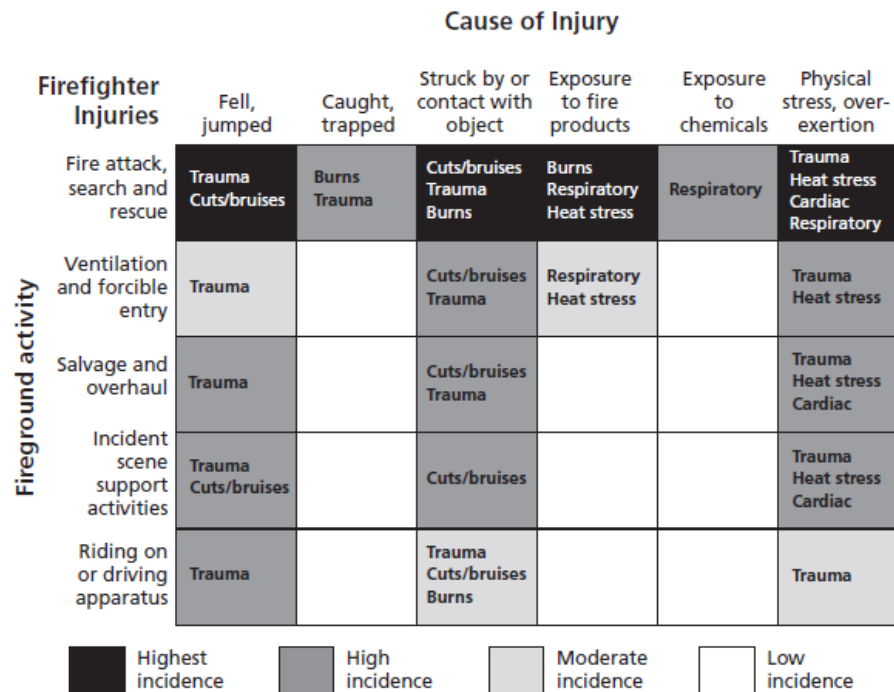 Cause of Injury
Firefighter
Injuries
Fell,
jumped
Caught,
trapped
Struck by or
contact with
object
Exposure
to fire
products
Exposure
to
chemicals
Physical
stress, over-
exertion
Fireground activity
Fire attack,
search and
rescue
Trauma
Cuts/bruises
Burns
Trauma
Cuts/bruises
Trauma
Burns
Burns
Respiratory
Heat stress
Respiratory
Trauma
Heat stress
Cardiac
Respiratory
Ventilation
and forcible
entry
Trauma
Cuts/bruises
Trauma
Respiratory
Heat stress
Trauma
Heat stress
Salvage and
overhaul
Trauma
Cuts/bruises
Trauma
Trauma
Heat stress
Cardiac
Incident
scene
support
activities
Trauma
Cuts/bruises
Cuts/bruises
Trauma
Heat stress
Cardiac
Riding on
or driving
apparatus
Trauma
Trauma
Cuts/bruises
Burns
Trauma
Highest
incidence
High
incidence
Moderate
incidence
Low
incidence